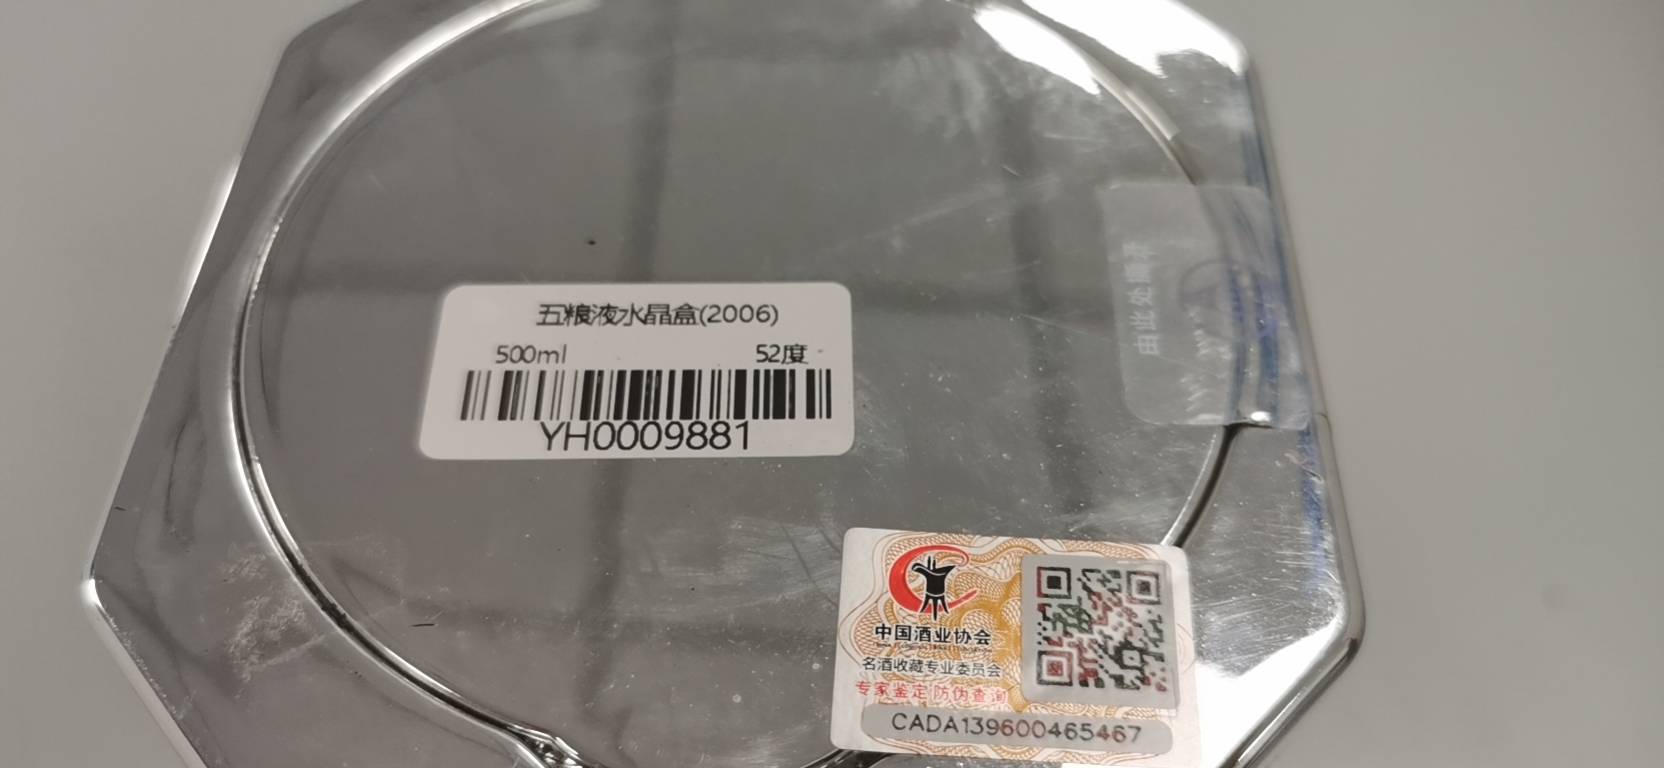 五粮液水晶盒(2006)
500ml 52度
YH0009881
由此处撕开
中国酒业协会
名酒收藏专业委员会
专家鉴定 防伪查询
CADA139600465467